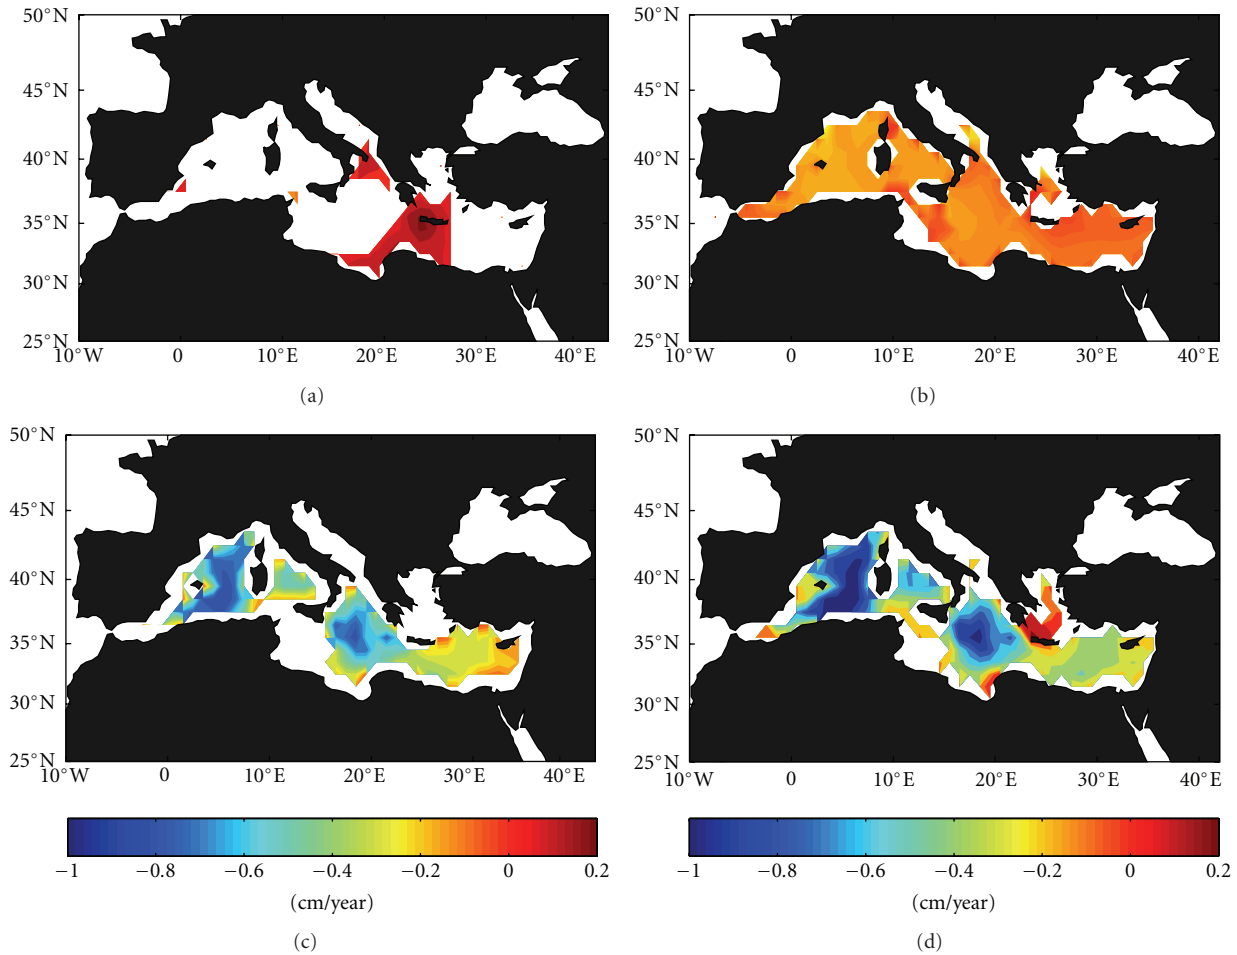 50°N 50°N
45°N 45°N
40°N 40°N
35°N 35°N
30°N 30°N
25°N 25°N
10°W 0 10°E 20°E 30°E 40°E 10°W 0 10°E 20°E 30°E 40°E
(a) (b)
50°N 50°N
45°N 45°N
40°N 40°N
35°N 35°N
30°N 30°N
25°N 25°N
10°W 0 10°E 20°E 30°E 40°E 10°W 0 10°E 20°E 30°E 40°E
−1 −0.8 −0.6 −0.4 −0.2 0 0.2 −1 −0.8 −0.6 −0.4 −0.2 0 0.2
(cm/year) (cm/year)
(c) (d)